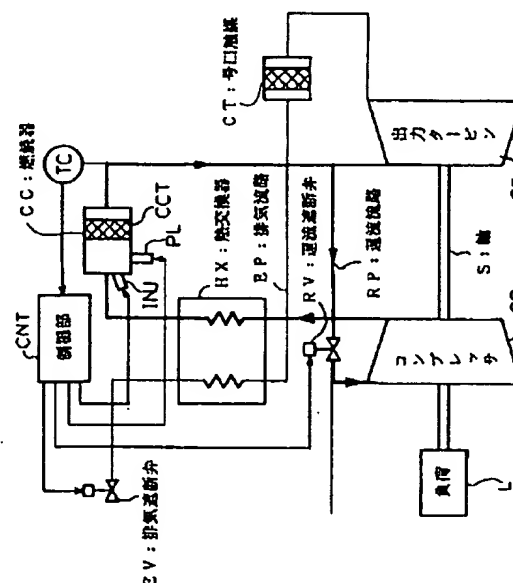 CC：燃焼器
TC
CNT
制御部
CCT
PL
INJ
CT：号口触媒
HX：熱交換器
EP：排気流路
RV：還流遮断弁
RP：還流流路
EV：排気遮断弁
出力タービン
S：軸
コンプレッサ
負荷
L